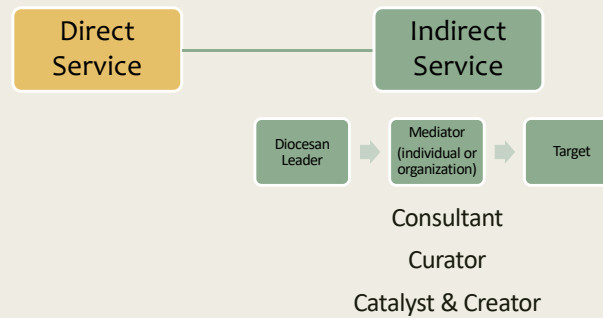 Direct
Service
Indirect
Service
Diocesan
Leader
Mediator
(individual or
organization)
Target
Consultant
Curator
Catalyst & Creator